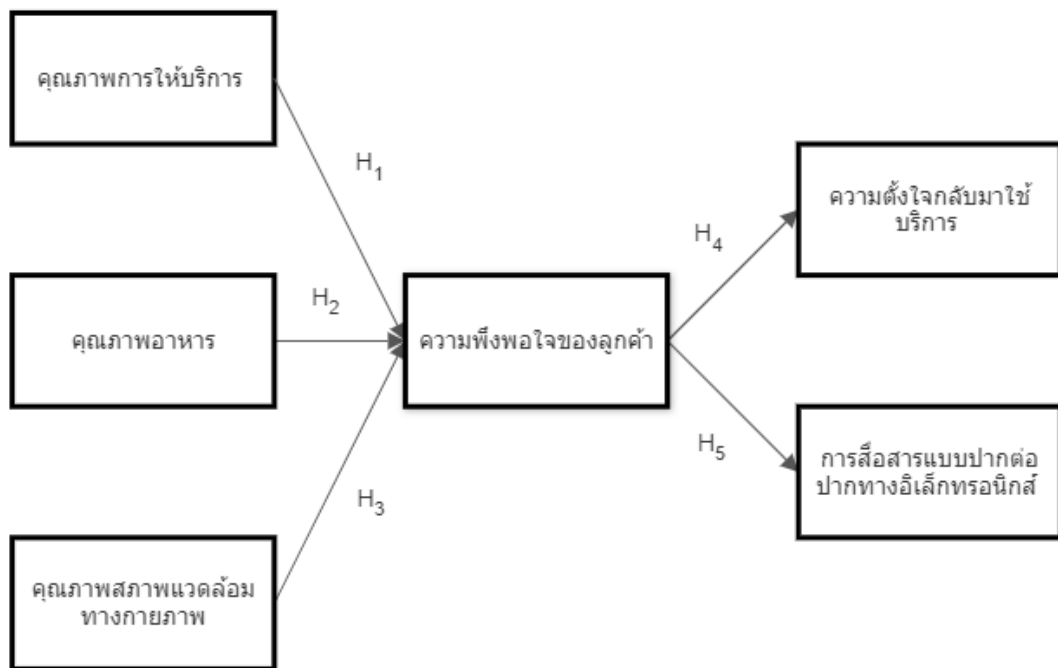 คุณภาพการให้บริการ
H1
ความตั้งใจกลับมาใช้
บริการ
H4
H2
คุณภาพอาหาร
ความพึงพอใจของลูกค้า
H5
การสื่อสารแบบปากต่อ
ปากทางอิเล็กทรอนิกส์
H3
คุณภาพสภาพแวดล้อม
ทางกายภาพ